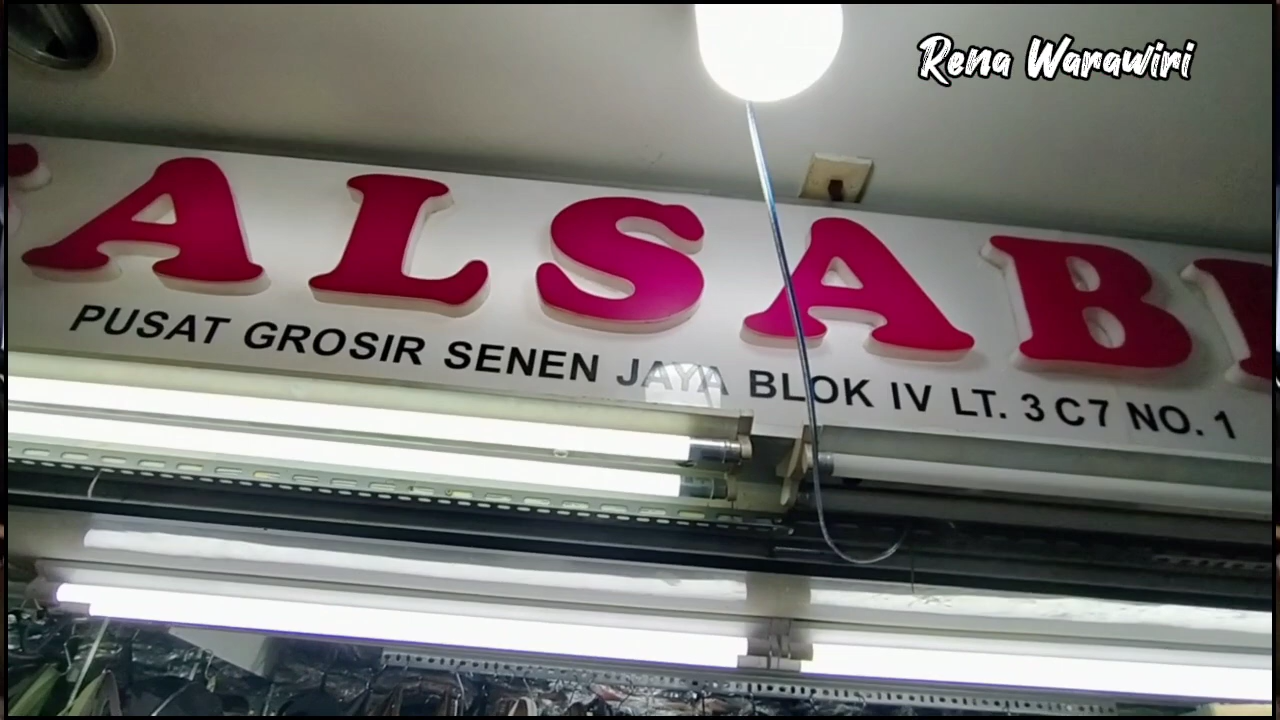 Rena Warawiri
ALSAB
PUSAT GROSIR SENEN JAYA BLOK IV LT. 3 C7 NO. 1